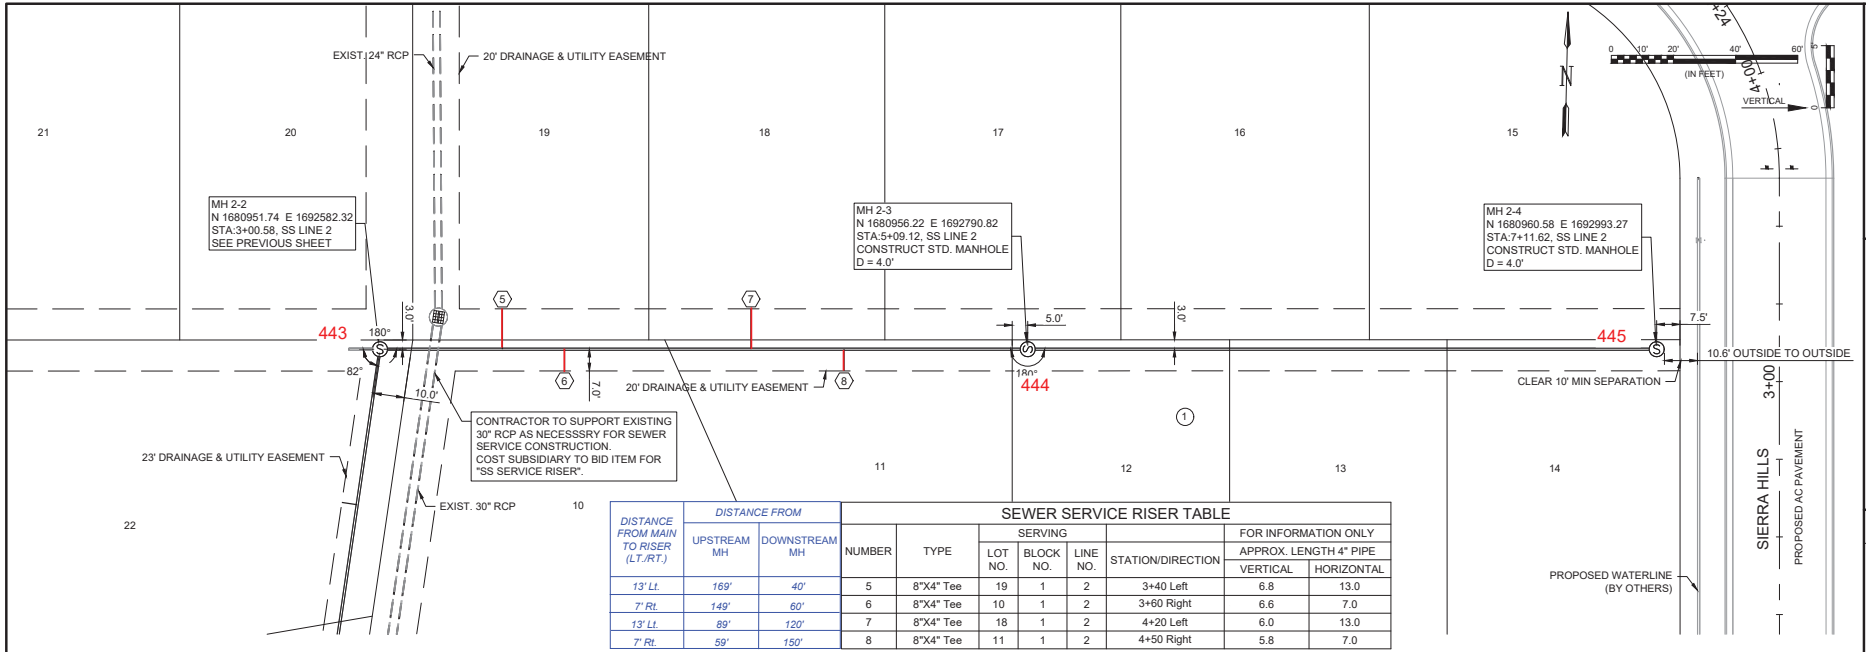 EXIST. 24" RCP
20' DRAINAGE & UTILITY EASEMENT
21
20
19
18
17
16
15
N
0 10' 20' 40' 60'
(IN FEET)
5'
0
VERTICAL
+24
4+00
MH 2-2
N 1680951.74 E 1692582.32
STA:3+00.58, SS LINE 2
SEE PREVIOUS SHEET
MH 2-3
N 1680956.22 E 1692790.82
STA:5+09.12, SS LINE 2
CONSTRUCT STD. MANHOLE
D = 4.0'
MH 2-4
N 1680960.58 E 1692993.27
STA:7+11.62, SS LINE 2
CONSTRUCT STD. MANHOLE
D = 4.0'
5
7
3.0'
5.0'
3.0'
7.5'
443
180°
445
S
S
S
10.6' OUTSIDE TO OUTSIDE
82°
180°
444
6
8
7.0'
20' DRAINAGE & UTILITY EASEMENT
CLEAR 10' MIN SEPARATION
10.0'
3+00
1
CONTRACTOR TO SUPPORT EXISTING
30" RCP AS NECESSSRY FOR SEWER
SERVICE CONSTRUCTION.
COST SUBSIDIARY TO BID ITEM FOR
"SS SERVICE RISER".
23' DRAINAGE & UTILITY EASEMENT
11
12
13
14
EXIST. 30" RCP
10
22
SIERRA HILLS
PROPOSED AC PAVEMENT
PROPOSED WATERLINE
(BY OTHERS)
DISTANCE FROM MAIN TO RISER (LT./RT.) DISTANCE FROM UPSTREAM MH DOWNSTREAM MH
13' Lt. 169' 40'
7' Rt. 149' 60'
13' Lt. 89' 120'
7' Rt. 59' 150'
SEWER SERVICE RISER TABLE
NUMBER TYPE SERVING LOT NO. BLOCK NO. LINE NO. STATION/DIRECTION FOR INFORMATION ONLY APPROX. LENGTH 4" PIPE VERTICAL HORIZONTAL
5 8"X4" Tee 19 1 2 3+40 Left 6.8 13.0
6 8"X4" Tee 10 1 2 3+60 Right 6.6 7.0
7 8"X4" Tee 18 1 2 4+20 Left 6.0 13.0
8 8"X4" Tee 11 1 2 4+50 Right 5.8 7.0